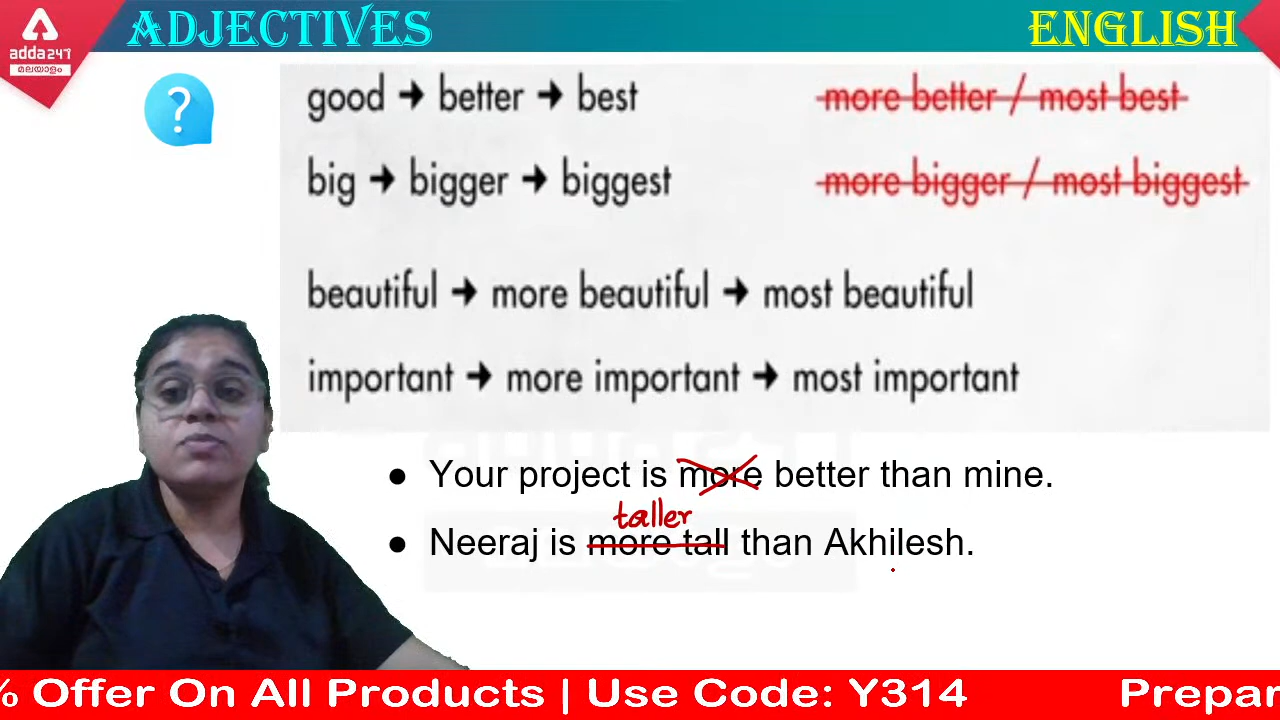 ADJECTIVES
ENGLISH
adda247
മലയാളം
?
good → better → best
more better / most best
big → bigger → biggest
more bigger / most biggest
beautiful → more beautiful → most beautiful
important → more important → most important
● Your project is more better than mine.
taller
● Neeraj is more tall than Akhilesh.
% Offer On All Products | Use Code: Y314
Prepar